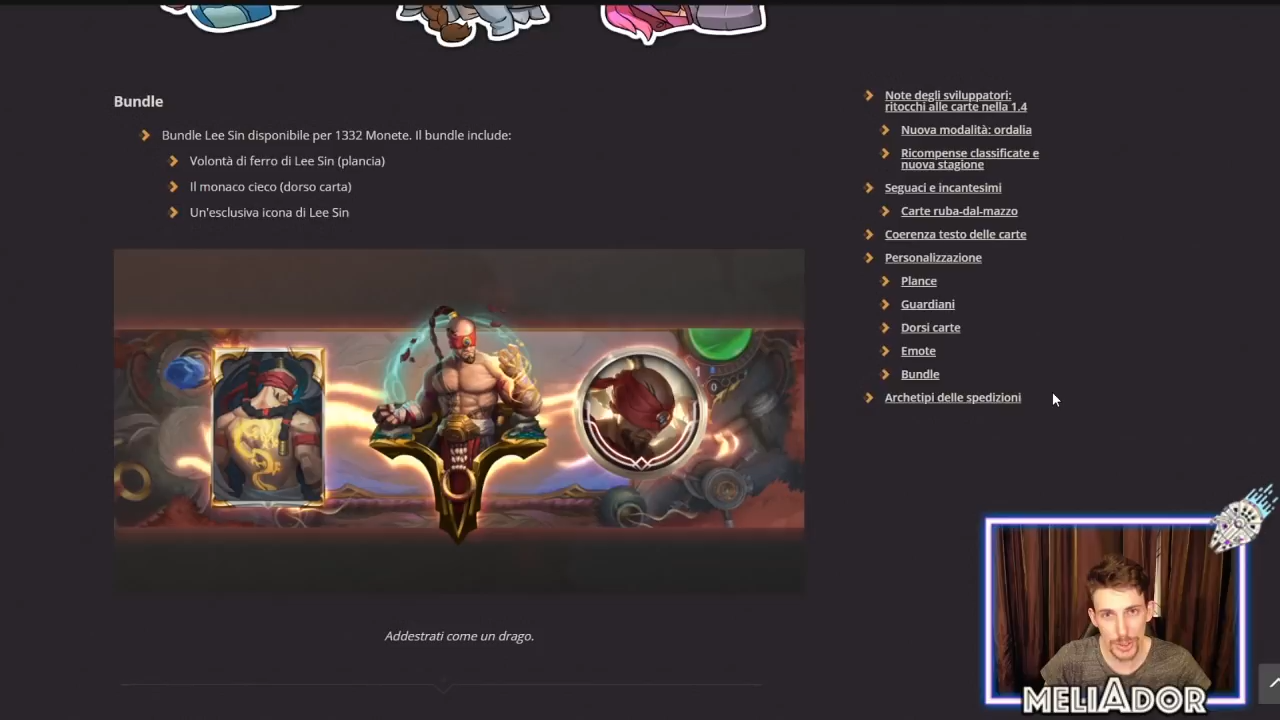 Bundle
Bundle Lee Sin disponibile per 1332 Monete. Il bundle include:
Volontà di ferro di Lee Sin (plancia)
Il monaco cieco (dorso carta)
Un'esclusiva icona di Lee Sin
1
0
Addestrati come un drago.
Note degli sviluppatori:
ritocchi alle carte nella 1.4
Nuova modalità: ordalia
Ricompense classificate e
nuova stagione
Seguaci e incantesimi
Carte ruba-dal-mazzo
Coerenza testo delle carte
Personalizzazione
Plance
Guardiani
Dorsi carte
Emote
Bundle
Archetipi delle spedizioni
MELIADOR